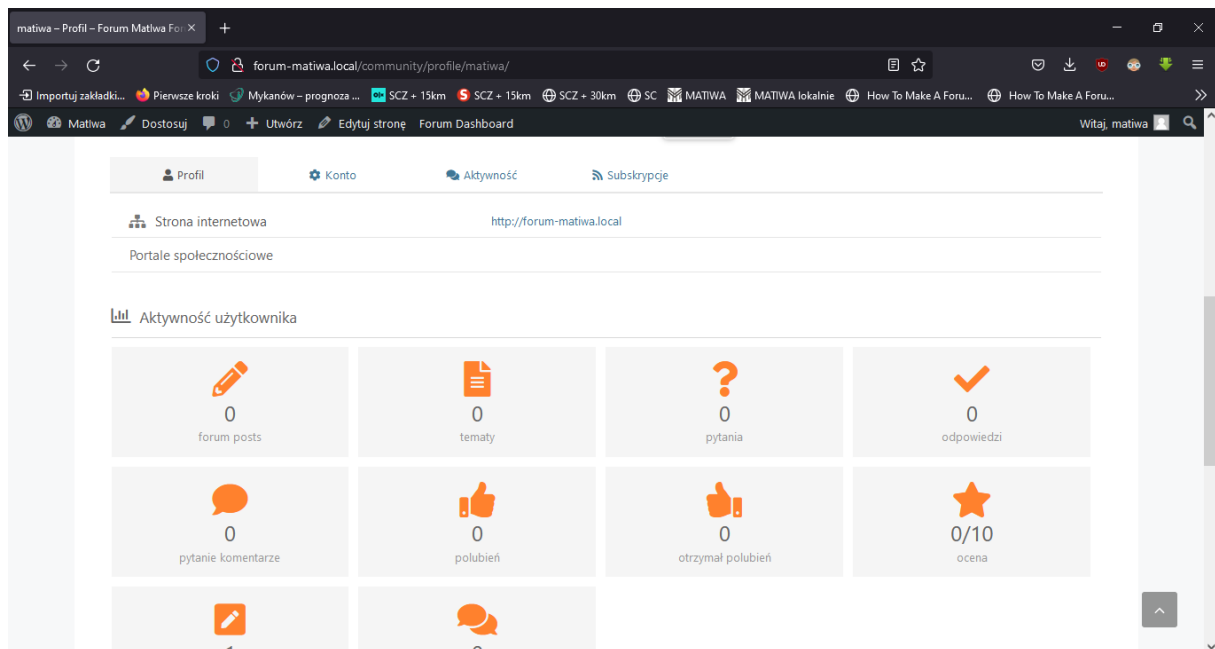 matiwa – Profil – Forum MatIwa For
forum-matiwa.local/community/profile/matiwa/
Importuj zakładki... Pierwsze kroki Mykanów – prognoza ... SCZ + 15km SCZ + 15km SCZ + 30km SC MATIWA MATIWA lokalnie How To Make A Foru... How To Make A Foru...
MatIwa Dostosuj 0 Utwórz Edytuj stronę Forum Dashboard Witaj, matiwa
Profil Konto Aktywność Subskrypcje
Strona internetowa http://forum-matiwa.local
Portale społecznościowe
Aktywność użytkownika
0 0 0 0
forum posts tematy pytania odpowiedzi
0 0 0 0/10
pytanie komentarze polubień otrzymał polubień ocena